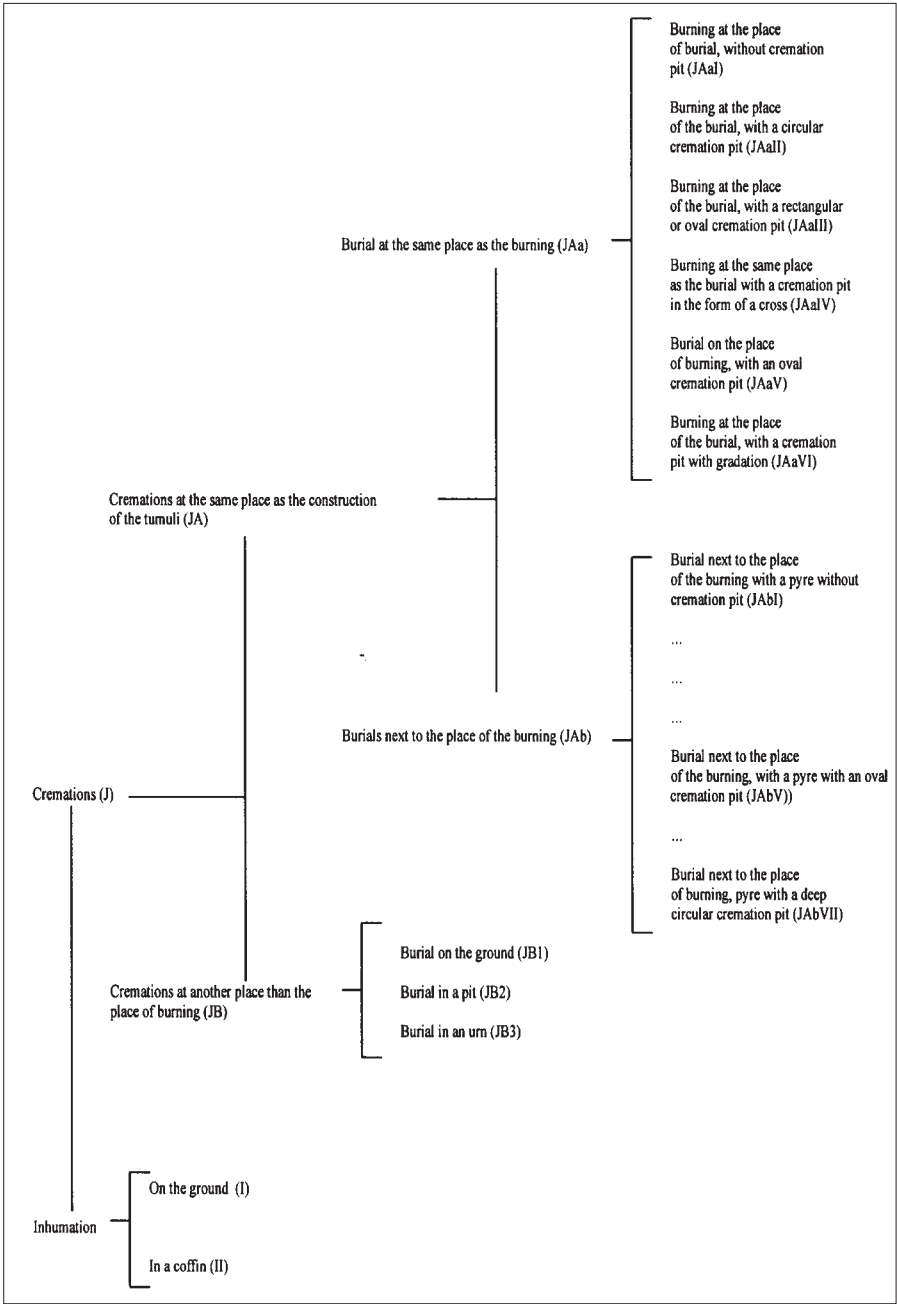 Burning at the place
of burial, without cremation
pit (JAaI)
Burning at the place
of the burial, with a circular
cremation pit (JAaII)
Burning at the place
of the burial, with a rectangular
or oval cremation pit (JAaIII)
Burial at the same place as the burning (JAa)
Burning at the same place
as the burial with a cremation pit
in the form of a cross (JAaIV)
Burial on the place
of burning, with an oval
cremation pit (JAaV)
Burning at the place
of the burial, with a cremation
pit with gradation (JAaVI)
Cremations at the same place as the construction
of the tumuli (JA)
Burial next to the place
of the burning with a pyre without
cremation pit (JAbI)
...
...
...
Burials next to the place of the burning (JAb)
Burial next to the place
of the burning, with a pyre with an oval
cremation pit (JAbV))
...
Burial next to the place
of burning, pyre with a deep
circular cremation pit (JAbVII)
Cremations (J)
Cremations at another place than the
place of burning (JB)
Burial on the ground (JB1)
Burial in a pit (JB2)
Burial in an urn (JB3)
Inhumation
On the ground (I)
In a coffin (II)